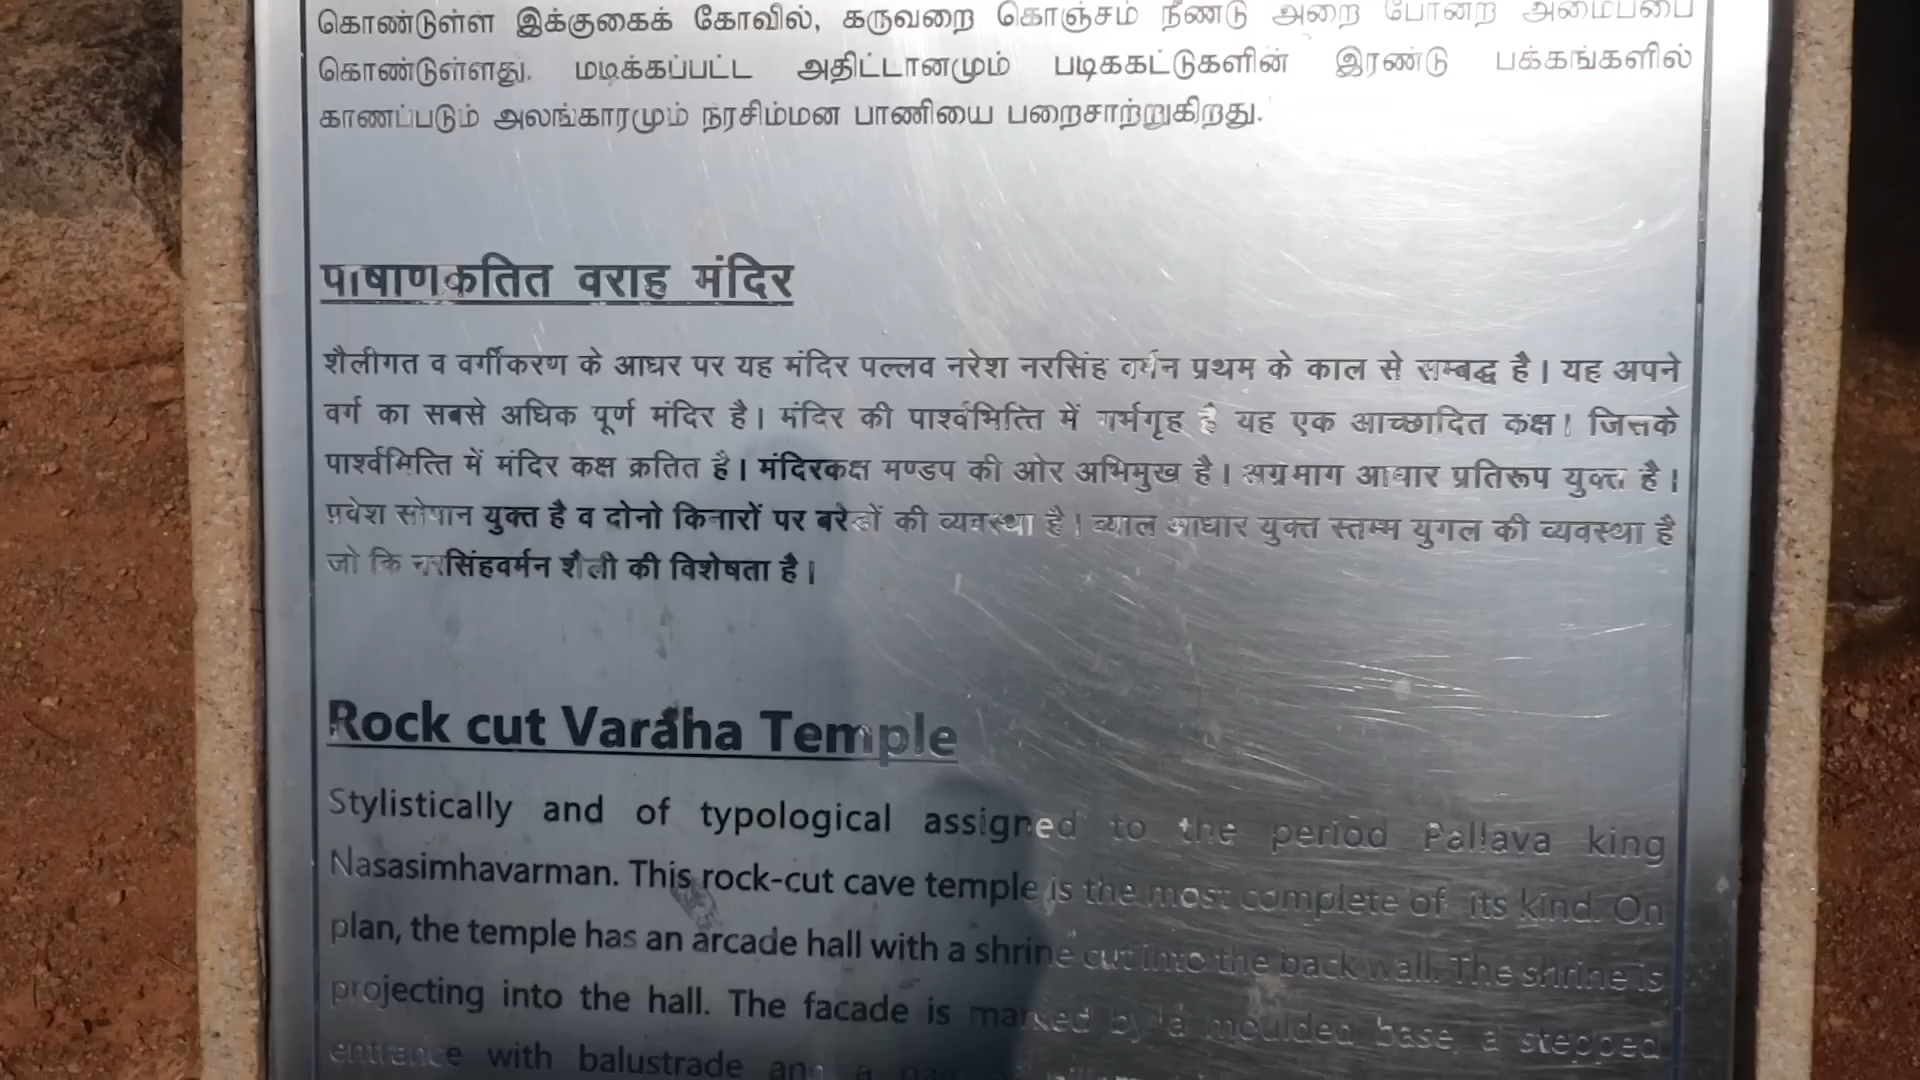 கொண்டுள்ள இக்குகைக் கோவில், கருவறை கொஞ்சம் நீண்டு அறை போன்ற அமைப்பை
கொண்டுள்ளது. மடிக்கப்பட்ட அதிட்டானமும் படிககட்டுகளின் இரண்டு பக்கங்களில்
காணப்படும் அலங்காரமும் நரசிம்மன பாணியை பறைசாற்றுகிறது.
पाषाणकतित वराह मंदिर
शैलीगत व वर्गीकरण के आधर पर यह मंदिर पल्लव नरेश नरसिंह वर्मन प्रथम के काल से सम्बद्ध है। यह अपने
वर्ग का सबसे अधिक पूर्ण मंदिर है। मंदिर की पार्श्वभित्ति में गर्भगृह है यह एक आच्छादित कक्ष। जिसके
पार्श्वभित्ति में मंदिर कक्ष क्रतित है। मंदिरकक्ष मण्डप की ओर अभिमुख है। अग्रभाग आधार प्रतिरूप युक्त है।
प्रवेश सोपान युक्त है व दोनो किनारों पर की व्यवस्था है। व्याल आधार युक्त स्तम्भ युगल की व्यवस्था है
जो कि नरसिंहवर्मन शैली की विशेषता है।
Rock cut Varaha Temple
Stylistically and of typological assigned to the period Pallava king
Nasasimhavarman. This rock-cut cave temple is the most complete of its kind. On
plan, the temple has an arcade hall with a shrine cut into the back wall. The shrine is
projecting into the hall. The facade is marked by a moulded base, a stepped
entrance with balustrade and a